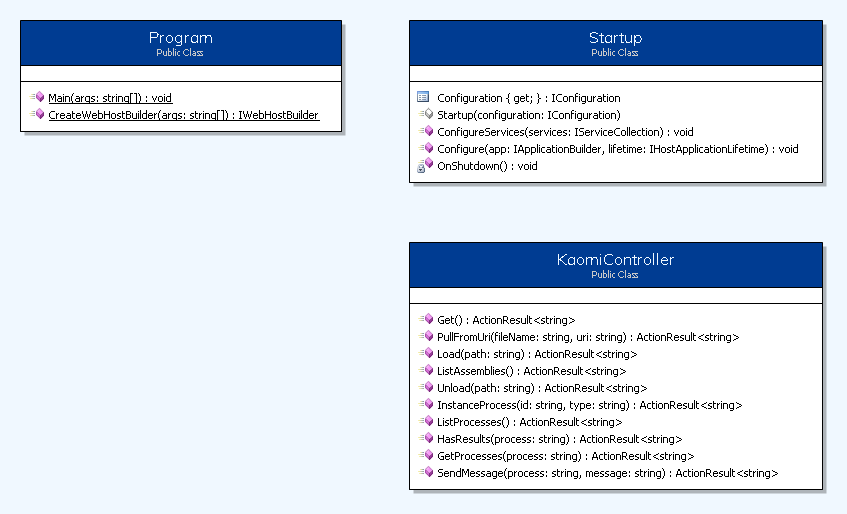 Program
Public Class
Main(args: string[]) : void
CreateWebHostBuilder(args: string[]) : IWebHostBuilder
Startup
Public Class
Configuration { get; } : IConfiguration
Startup(configuration: IConfiguration)
ConfigureServices(services: IServiceCollection) : void
Configure(app: IApplicationBuilder, lifetime: IHostApplicationLifetime) : void
OnShutdown() : void
KaomiController
Public Class
Get() : ActionResult<string>
PullFromUri(fileName: string, uri: string) : ActionResult<string>
Load(path: string) : ActionResult<string>
ListAssemblies() : ActionResult<string>
Unload(path: string) : ActionResult<string>
InstanceProcess(id: string, type: string) : ActionResult<string>
ListProcesses() : ActionResult<string>
HasResults(process: string) : ActionResult<string>
GetProcesses(process: string) : ActionResult<string>
SendMessage(process: string, message: string) : ActionResult<string>